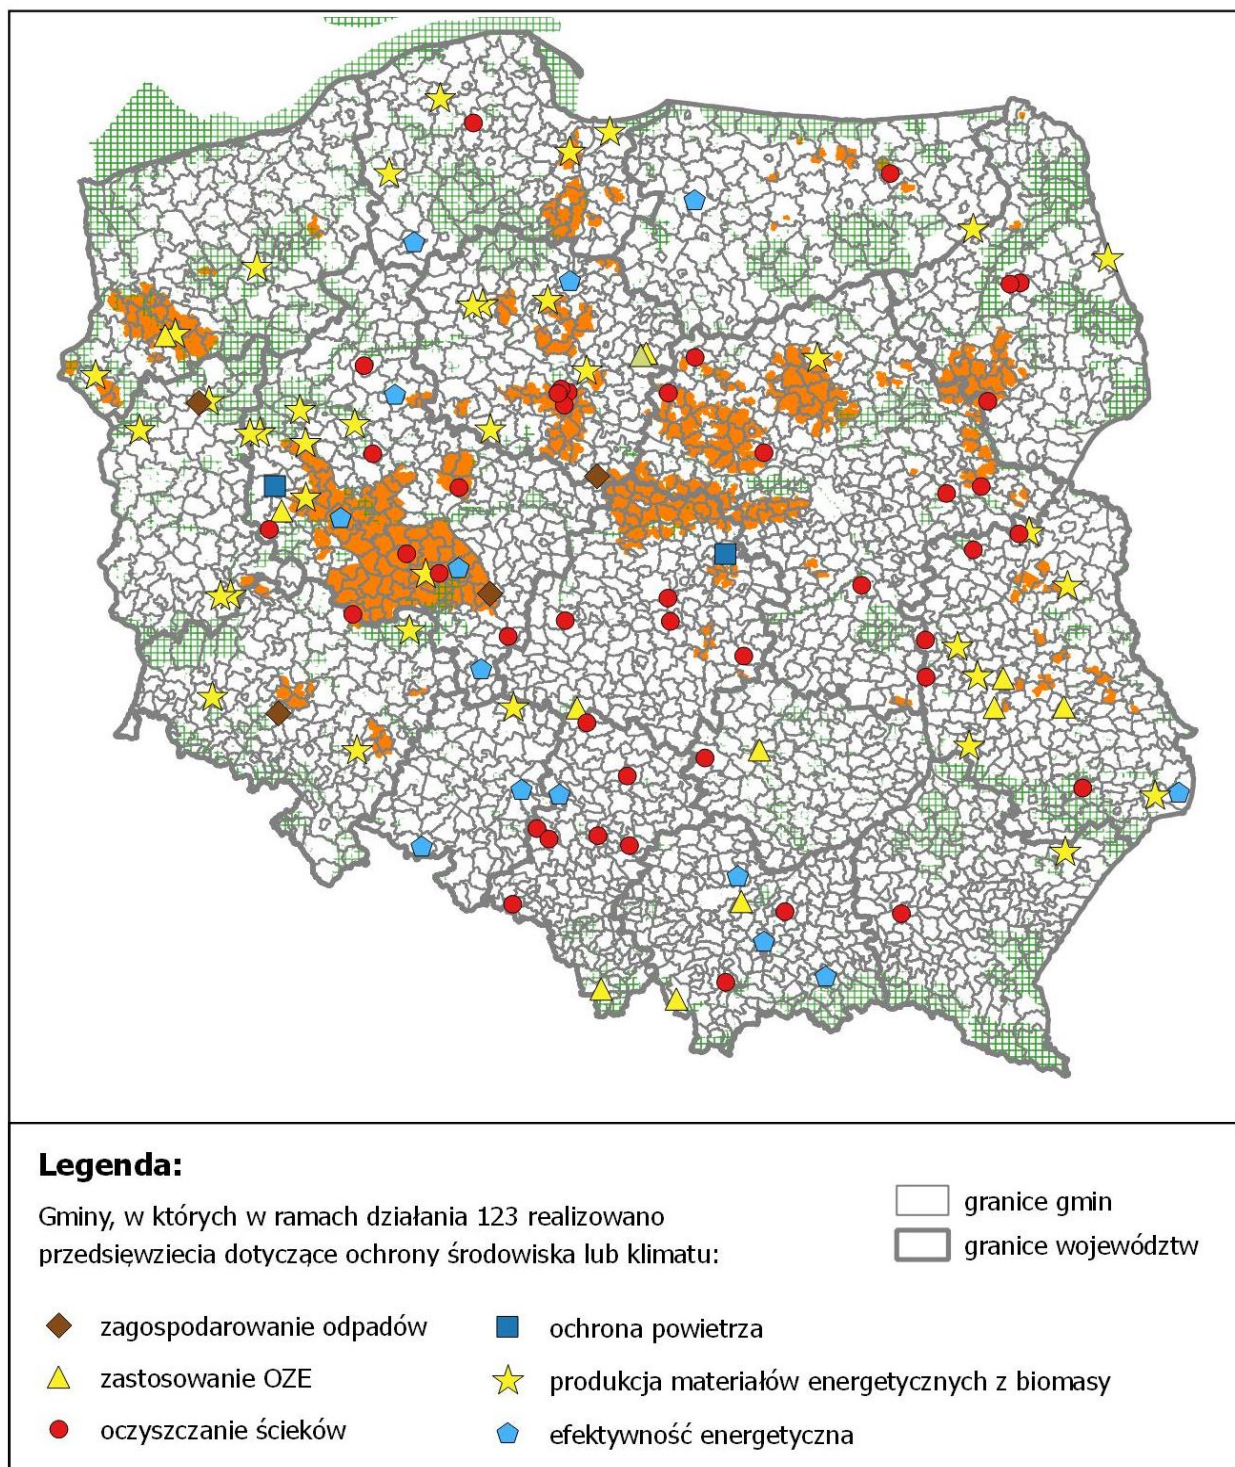 Legenda:
Gminy, w których w ramach działania 123 realizowano
przedsięwziecia dotyczące ochrony środowiska lub klimatu:
granice gmin
granice województw
zagospodarowanie odpadów
zastosowanie OZE
oczyszczanie ścieków
ochrona powietrza
produkcja materiałów energetycznych z biomasy
efektywność energetyczna